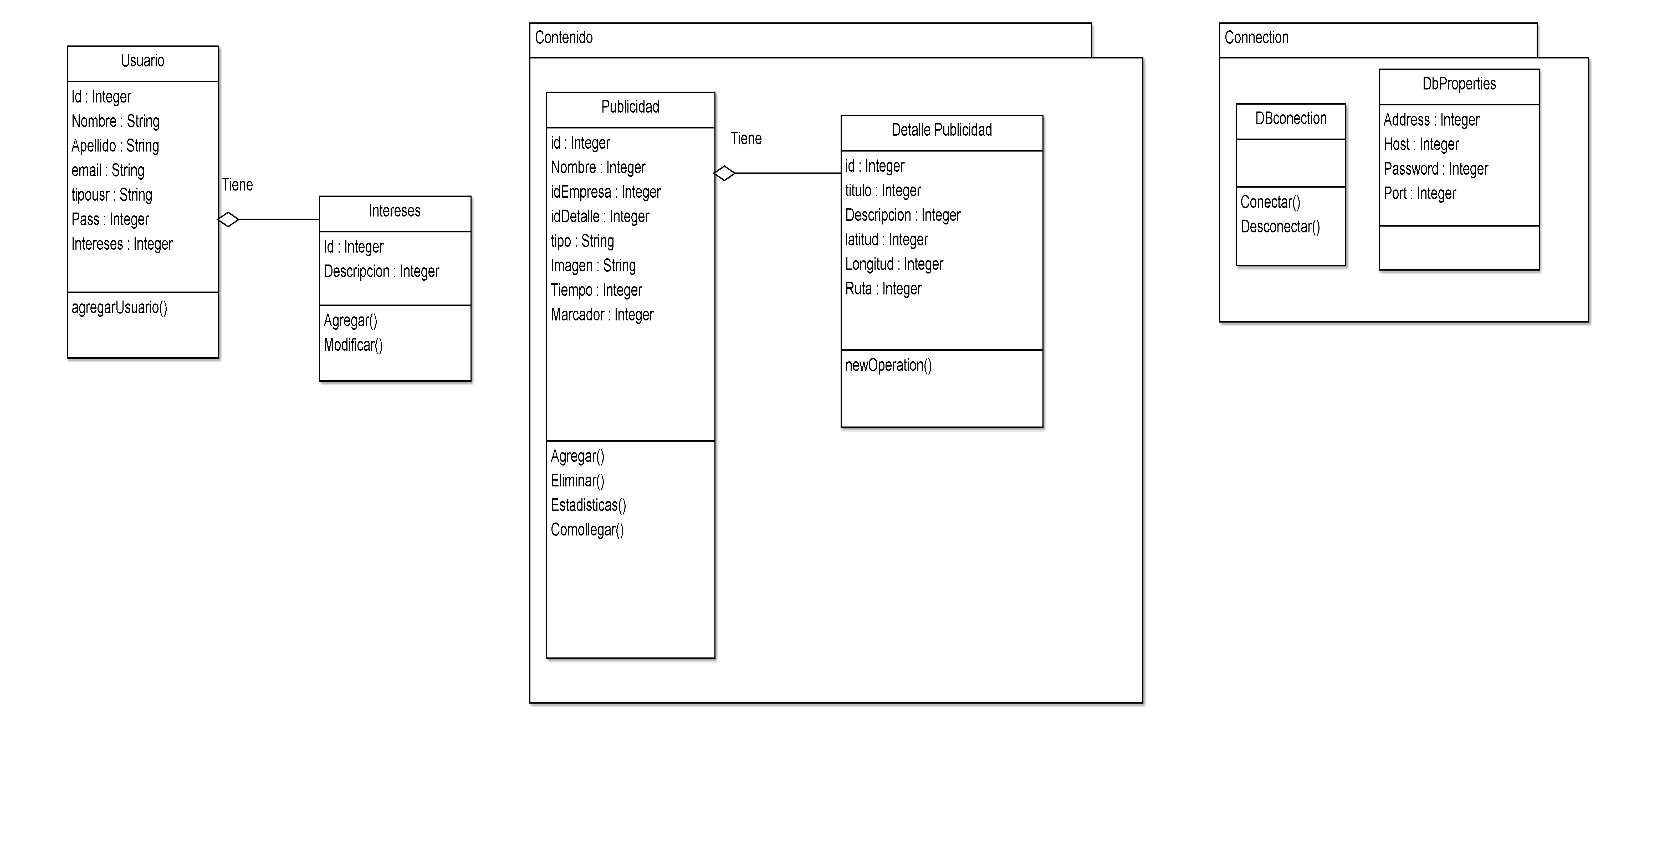 Usuario
Id : Integer
Nombre : String
Apellido : String
email : String
tipousr : String
Pass : Integer
Intereses : Integer
agregarUsuario()
Tiene
Intereses
Id : Integer
Descripcion : Integer
Agregar()
Modificar()
Contenido
Publicidad
id : Integer
Nombre : Integer
idEmpresa : Integer
idDetalle : Integer
tipo : String
Imagen : String
Tiempo : Integer
Marcador : Integer
Agregar()
Eliminar()
Estadisticas()
Comollegar()
Tiene
Detalle Publicidad
id : Integer
titulo : Integer
Descripcion : Integer
latitud : Integer
Longitud : Integer
Ruta : Integer
newOperation()
Connection
DBconection
Conectar()
Desconectar()
DbProperties
Address : Integer
Host : Integer
Password : Integer
Port : Integer